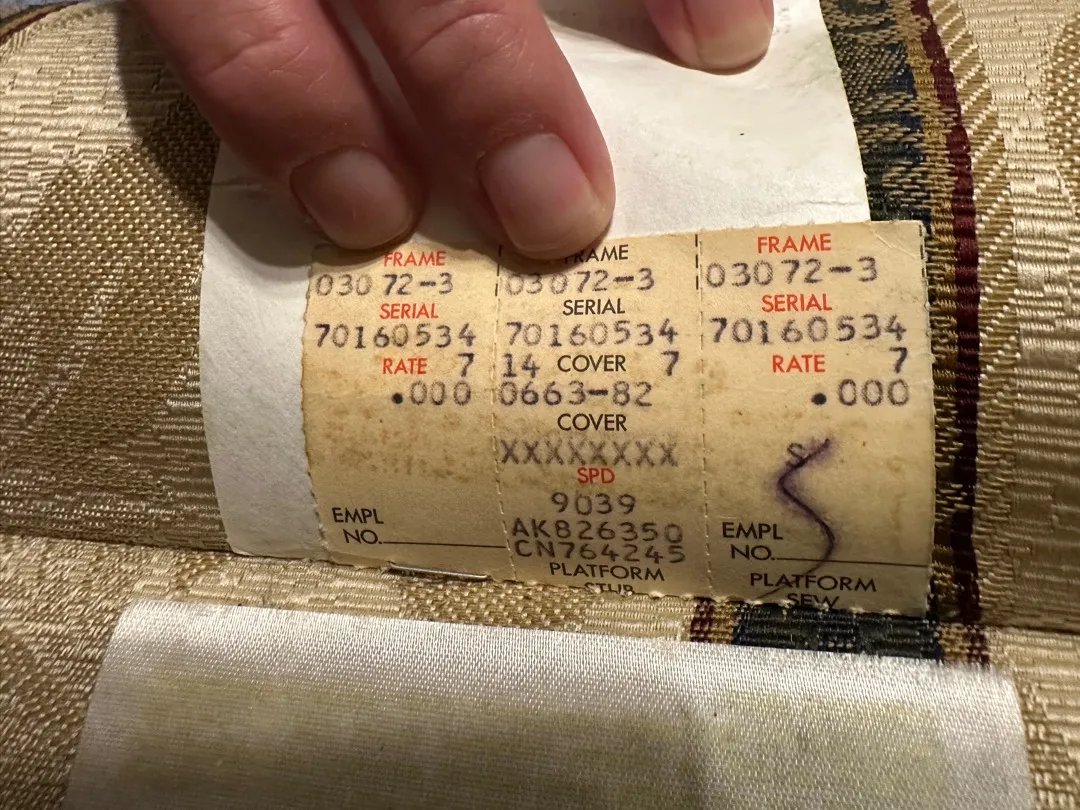 FRAME
03072-3
SERIAL
70160534
RATE 7
.000
EMPL
NO.
FRAME
03072-3
SERIAL
70160534
14 COVER 7
0663-82
COVER
XXXXXXXX
SPD
9039
AK826350
CN764245
PLATFORM
FRAME
03072-3
SERIAL
70160534
RATE 7
.000
S
EMPL
NO.
PLATFORM
SEW